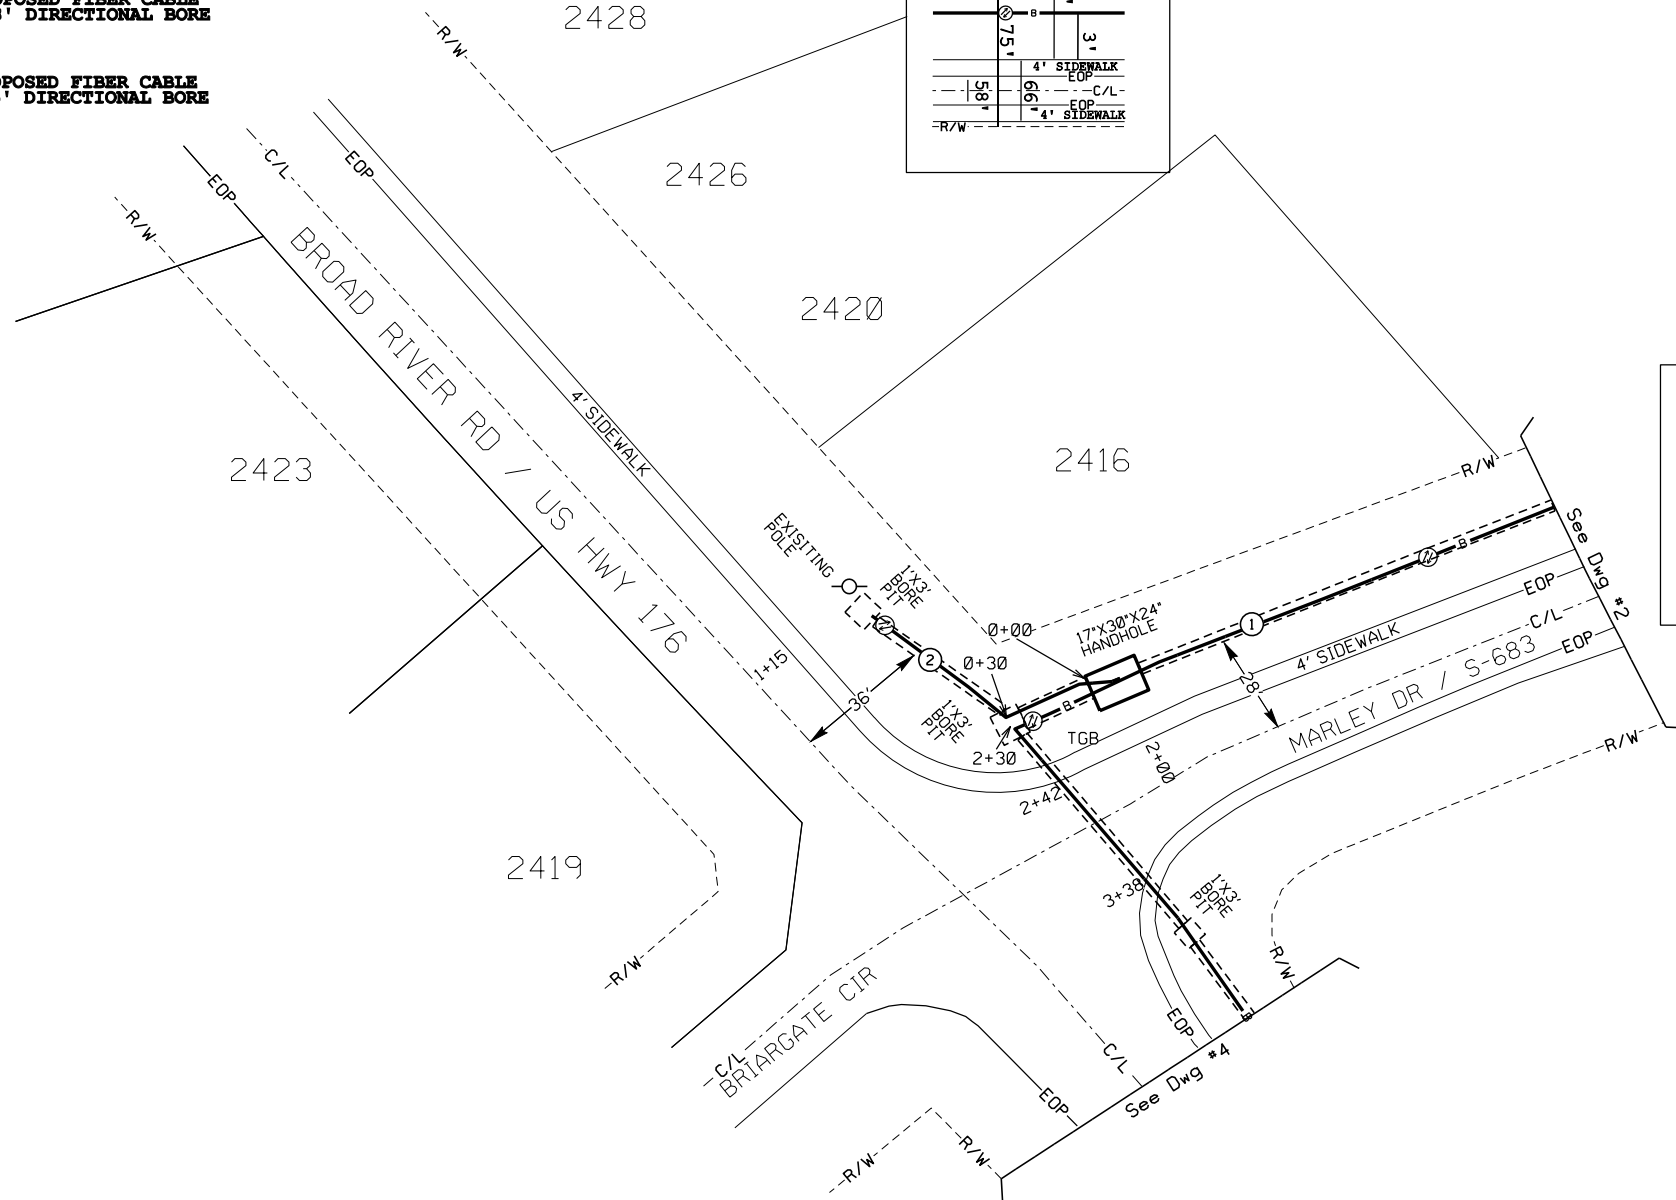 DIRECTIONAL BORE
FIBER CABLE
DIRECTIONAL BORE
2428
R/W
B
75'
3'
4' SIDEWALK
EOP
58'
66'
C/L
EOP
4' SIDEWALK
R/W
EOP
C/L
EOP
R/W
2426
BROAD RIVER RD / US HWY 176
2420
4' SIDEWALK
2423
2416
R/W
EXISITING
POLE
1'X3'
BORE
PIT
0+00
17"X30"X24"
HANDHOLE
1
B
See Dwg #2
EOP
C/L
EOP
4' SIDEWALK
MARLEY DR / S-683
28
R/W
2
0+30
1+15
36
1'X3'
BORE
PIT
B
TGB
2+30
2+00
2+42
2419
3+38
1'X3'
BORE
PIT
R/W
R/W
BRIARGATE CIR
C/L
EOP
C/L
See Dwg #4
EOP
R/W
R/W